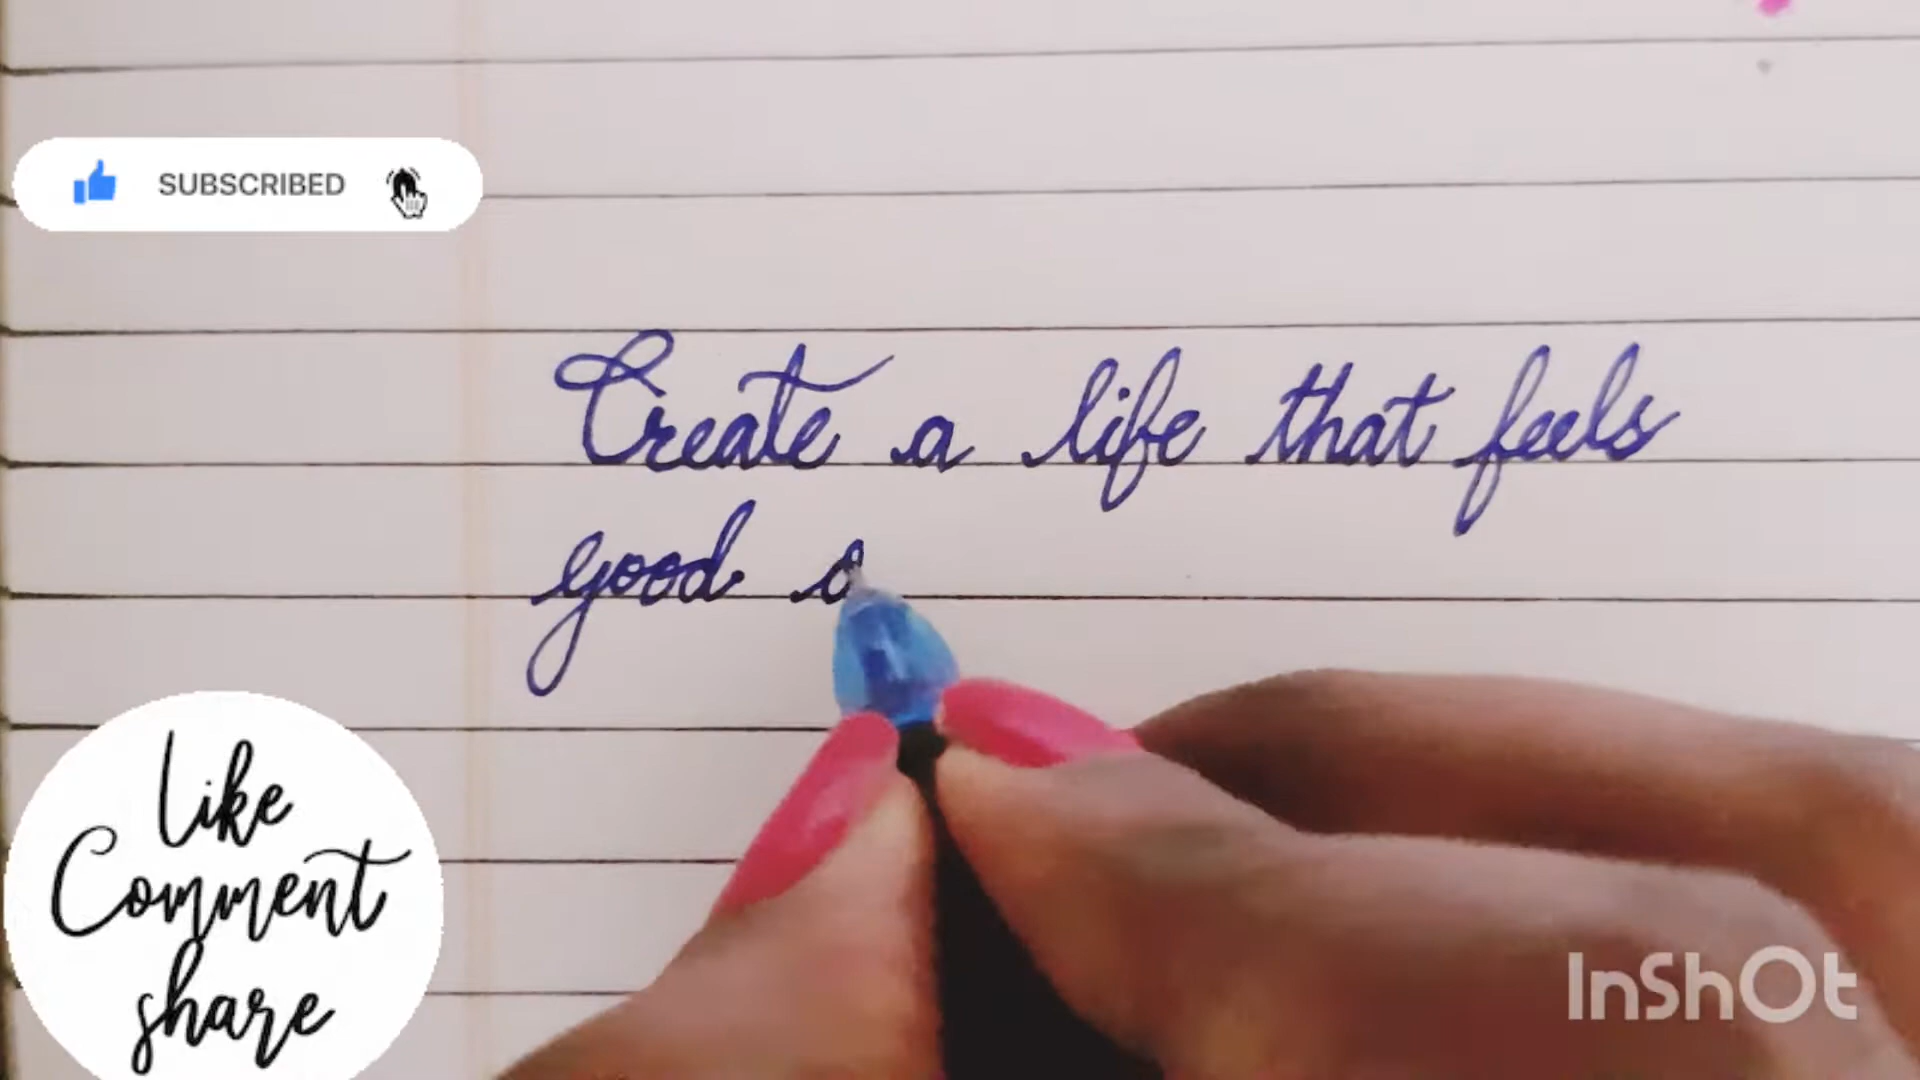 SUBSCRIBED
Create a life that feels
good o
Like
Comment
share
InShOt